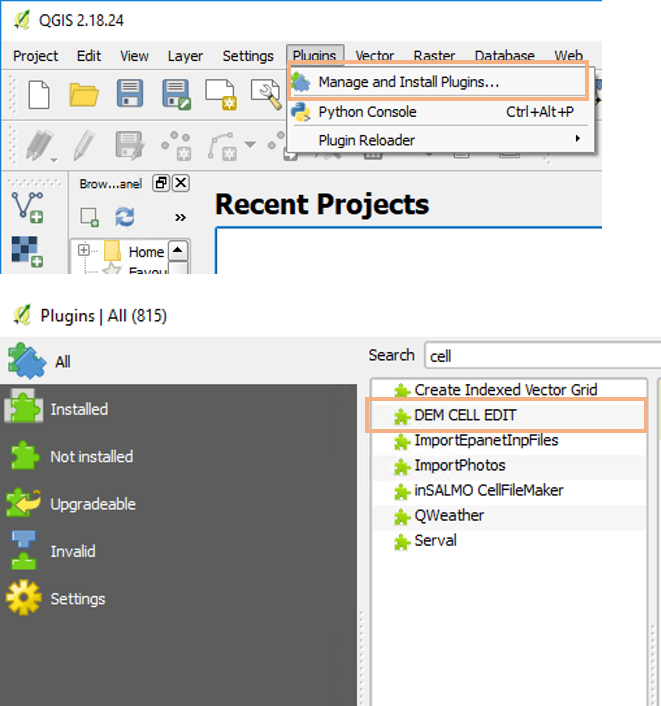 QGIS 2.18.24
Project Edit View Layer Settings Plugins Vector Raster Database Web
Manage and Install Plugins...
Python Console Ctrl+Alt+P
Plugin Reloader
Brow...anel
Recent Projects
Home
Favou
Plugins | All (815)
All
Installed
Not installed
Upgradeable
Invalid
Settings
Search cell
Create Indexed Vector Grid
DEM CELL EDIT
ImportEpanetInpFiles
ImportPhotos
inSALMO CellFileMaker
QWeather
Serval